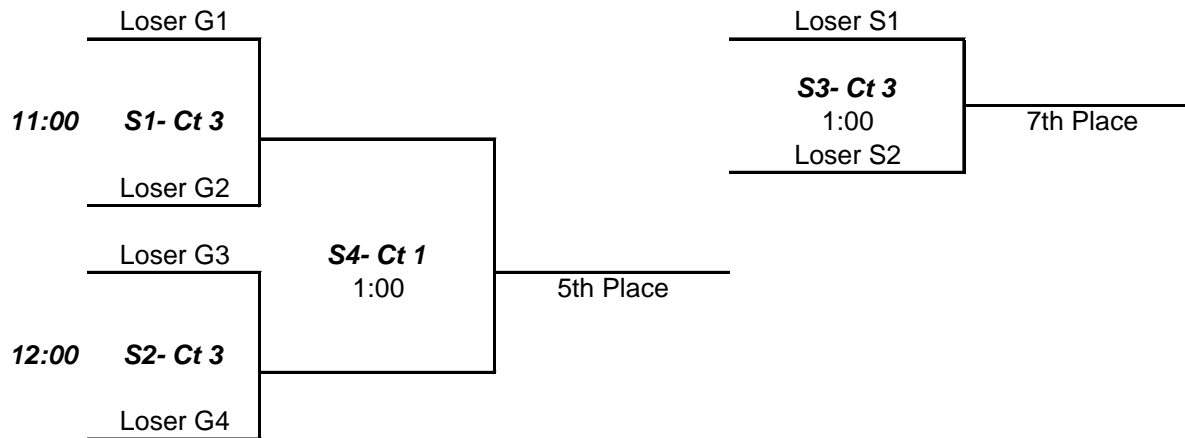 Loser G1
11:00 S1- Ct 3
Loser G2
Loser G3
S4- Ct 1
1:00
5th Place
12:00 S2- Ct 3
Loser G4
Loser S1
S3- Ct 3
1:00
7th Place
Loser S2